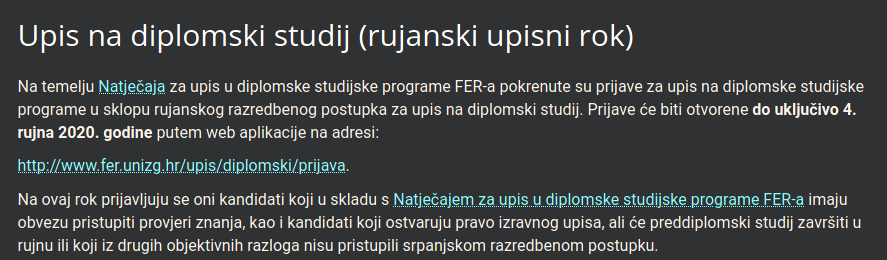 Upis na diplomski studij (rujanski upisni rok)
Na temelju Natječaja za upis u diplomske studijske programe FER-a pokrenute su prijave za upis na diplomske studijske
programe u sklopu rujanskog razredbenog postupka za upis na diplomski studij. Prijave će biti otvorene do uključivo 4.
rujna 2020. godine putem web aplikacije na adresi:
http://www.fer.unizg.hr/upis/diplomski/prijava.
Na ovaj rok prijavljuju se oni kandidati koji u skladu s Natječajem za upis u diplomske studijske programe FER-a imaju
obvezu pristupiti provjeri znanja, kao i kandidati koji ostvaruju pravo izravnog upisa, ali će preddiplomski studij završiti u
rujnu ili koji iz drugih objektivnih razloga nisu pristupili srpanjskom razredbenom postupku.